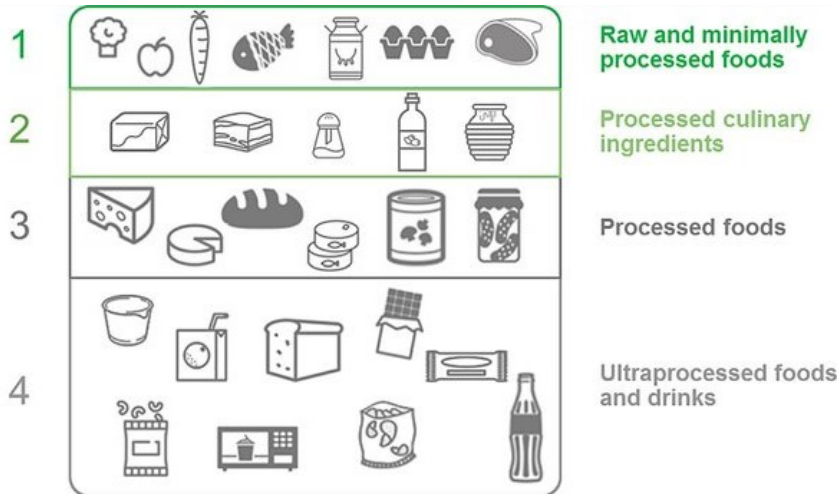 1
Raw and minimally
processed foods
2
Processed culinary
ingredients
3
Processed foods
4
Ultraprocessed foods
and drinks